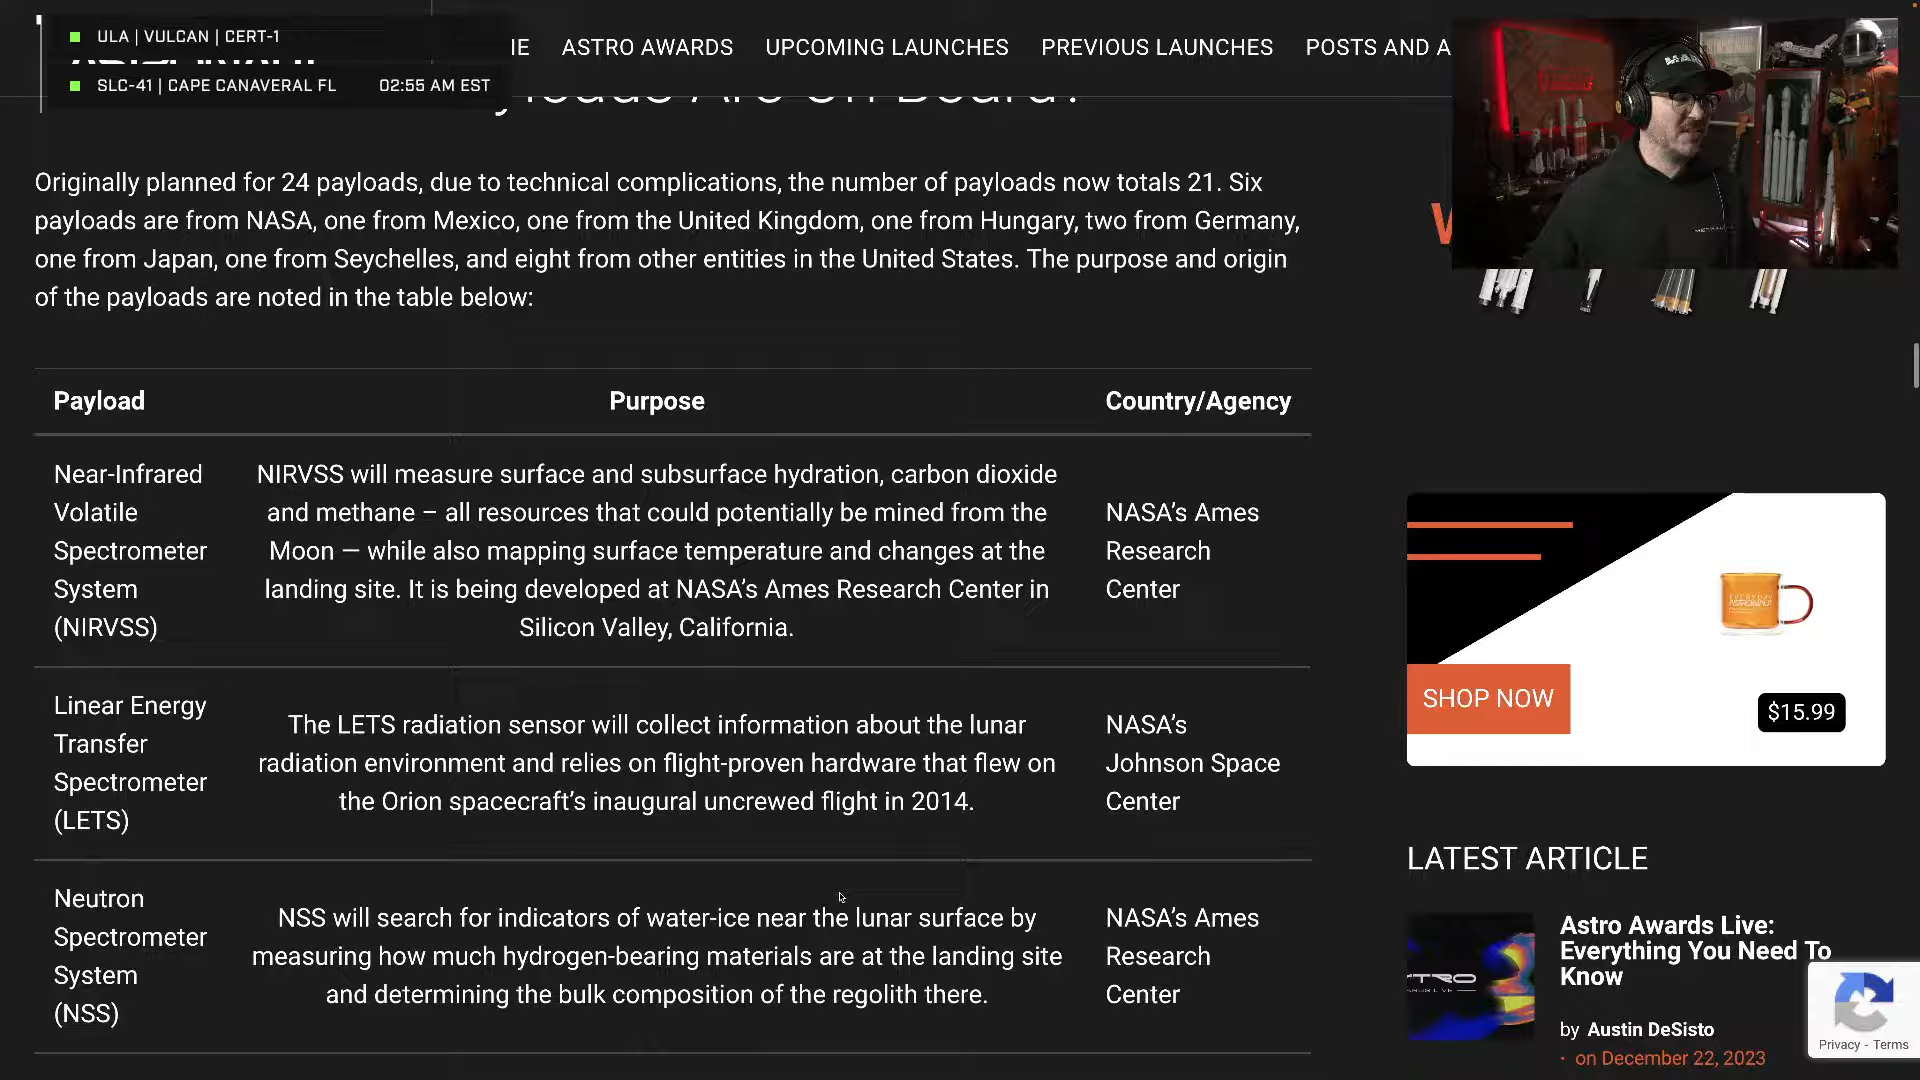 ULA | VULCAN | CERT-1
SLC-41 | CAPE CANAVERAL FL 02:55 AM EST
ASTRO AWARDS UPCOMING LAUNCHES PREVIOUS LAUNCHES POSTS AND A
yloads Are On Board?
Originally planned for 24 payloads, due to technical complications, the number of payloads now totals 21. Six
payloads are from NASA, one from Mexico, one from the United Kingdom, one from Hungary, two from Germany,
one from Japan, one from Seychelles, and eight from other entities in the United States. The purpose and origin
of the payloads are noted in the table below:
Payload Purpose Country/Agency
Near-Infrared
Volatile
Spectrometer
System
(NIRVSS)
NIRVSS will measure surface and subsurface hydration, carbon dioxide
and methane – all resources that could potentially be mined from the
Moon — while also mapping surface temperature and changes at the
landing site. It is being developed at NASA’s Ames Research Center in
Silicon Valley, California.
NASA’s Ames
Research
Center
Linear Energy
Transfer
Spectrometer
(LETS)
The LETS radiation sensor will collect information about the lunar
radiation environment and relies on flight-proven hardware that flew on
the Orion spacecraft’s inaugural uncrewed flight in 2014.
NASA’s
Johnson Space
Center
Neutron
Spectrometer
System
(NSS)
NSS will search for indicators of water-ice near the lunar surface by
measuring how much hydrogen-bearing materials are at the landing site
and determining the bulk composition of the regolith there.
NASA’s Ames
Research
Center
EVERYDAY
ASTRONAUT
SHOP NOW
$15.99
LATEST ARTICLE
Astro Awards Live:
Everything You Need To
Know
by Austin DeSisto
· on December 22, 2023
Privacy - Terms